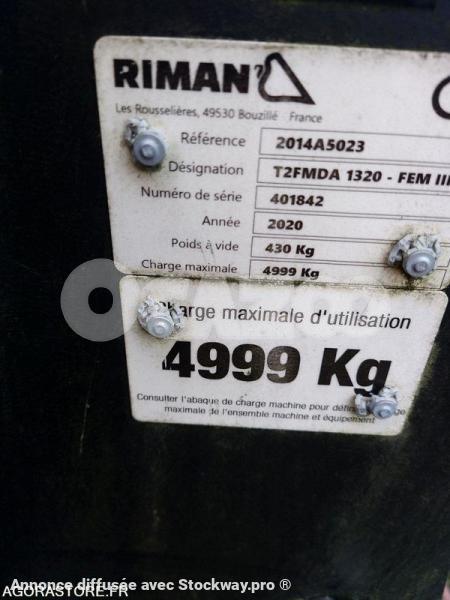 RIMAN
Les Rousselières, 49530 Bouzillé France
Référence 2014A5023
Désignation T2FMDA 1320 - FEM III
Numéro de série 401842
Année 2020
Poids à vide 430 Kg
Charge maximale 4999 Kg
Charge maximale d'utilisation
4999 Kg
Consulter l'abaque de charge machine pour
maximale de l'ensemble machine et équipement
Annonce diffusée avec Stockway.pro ®
AGORASTORE.FR